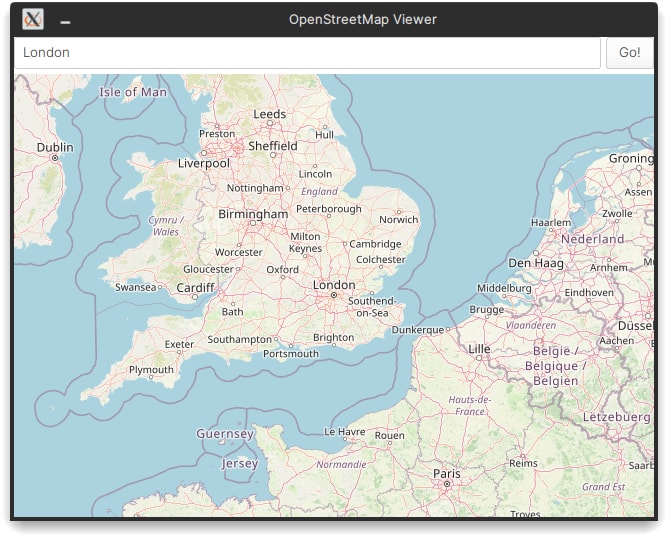 OpenStreetMap Viewer
London
Go!
Isle of Man
Leeds
Preston
Hull
Dublin
Sheffield
Liverpool
Groning
Lincoln
Assen
Nottingham
England
Zwolle
Birmingham
Peterborough
Norwich
Haarlem
Cymru /
Wales
Milton
Keynes
Cambridge
Nederland
Worcester
Colchester
Den Haag
Arnhem
Gloucester
Oxford
Swansea
Cardiff
London
Middelburg
Eindhoven
Southend-
on-Sea
Bath
Brugge
Vlaanderen
Düssel
Dunkerque
Exeter
Southampton
Brighton
Aachen
Portsmouth
Lille
België /
Belgique /
Belgien
Plymouth
Hauts-de-
France
Lëtzebuerg
Guernsey
Le Havre
Rouen
Jersey
Normandie
Reims
Saarb
Paris
Grand Est
Troyes